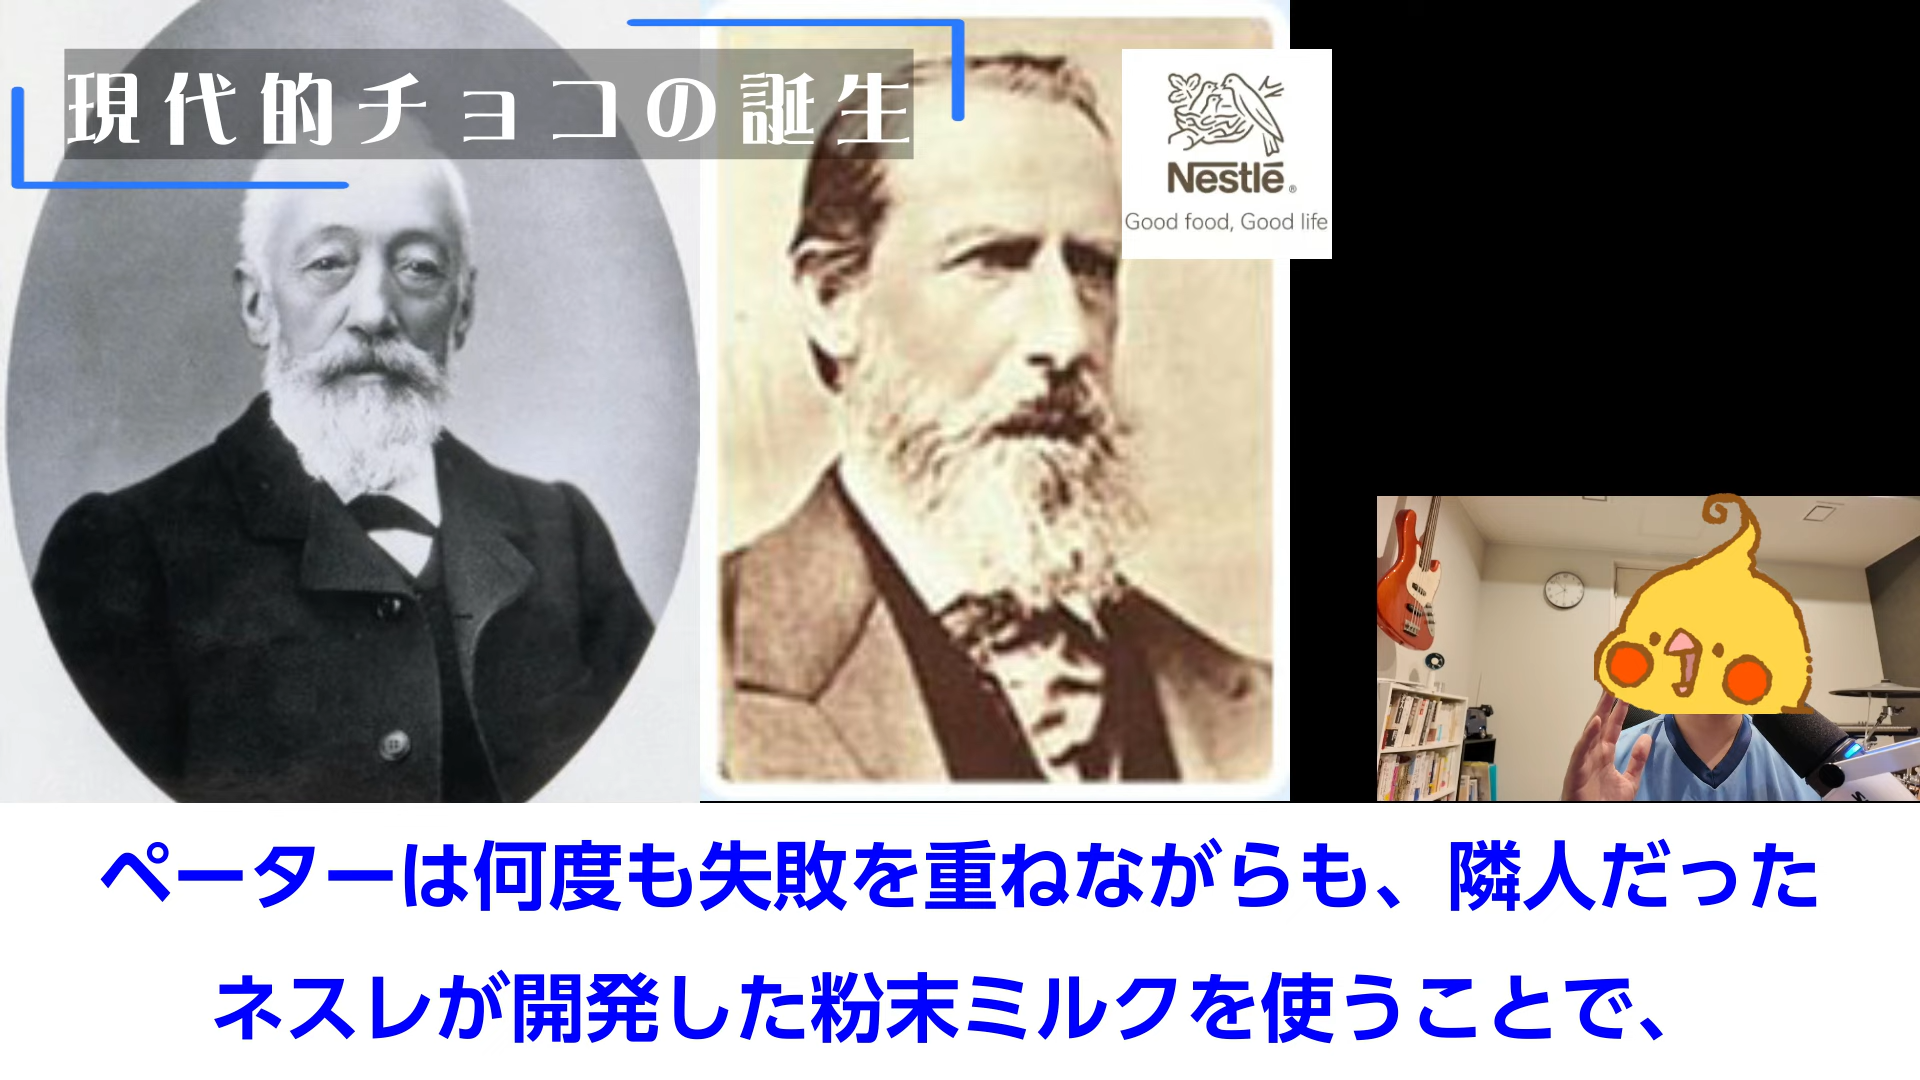 現代的チョコの誕生
Nestlé®
Good food, Good life
ペーターは何度も失敗を重ねながらも、隣人だった
ネスレが開発した粉末ミルクを使うことで、